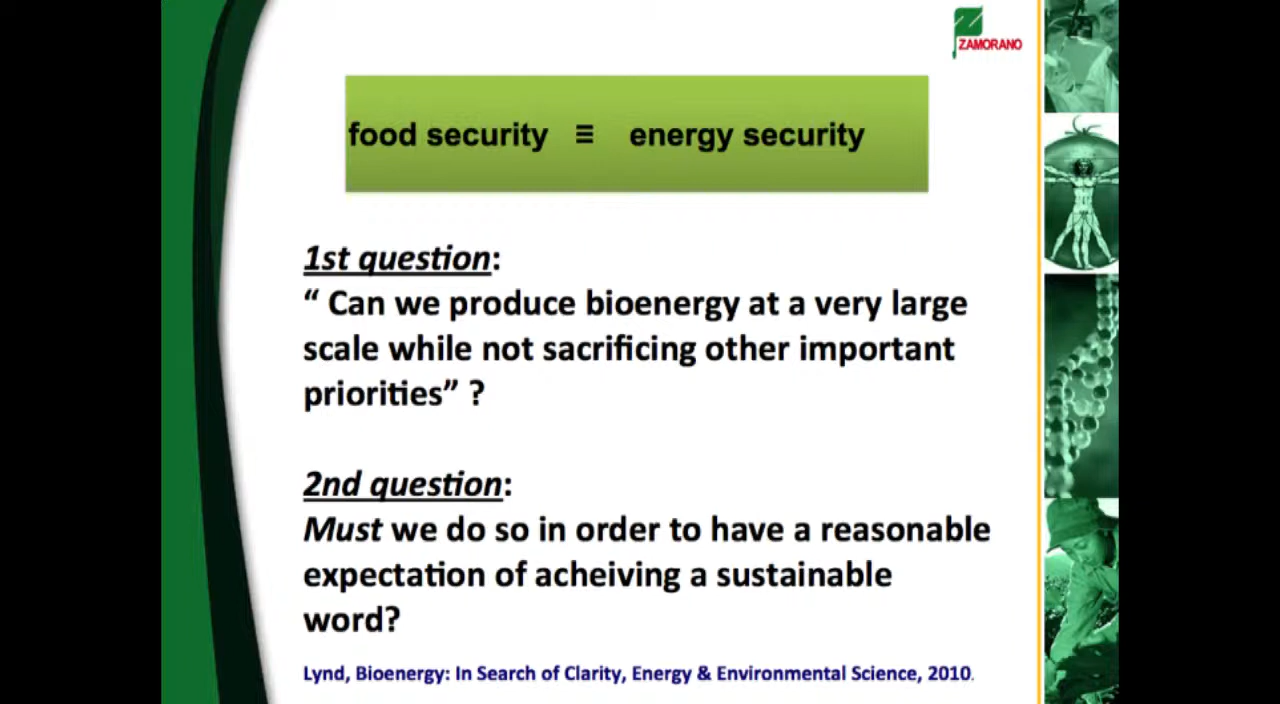 ZAMORANO
food security ≡ energy security
1st question:
“ Can we produce bioenergy at a very large
scale while not sacrificing other important
priorities” ?
2nd question:
Must we do so in order to have a reasonable
expectation of acheiving a sustainable
word?
Lynd, Bioenergy: In Search of Clarity, Energy & Environmental Science, 2010.